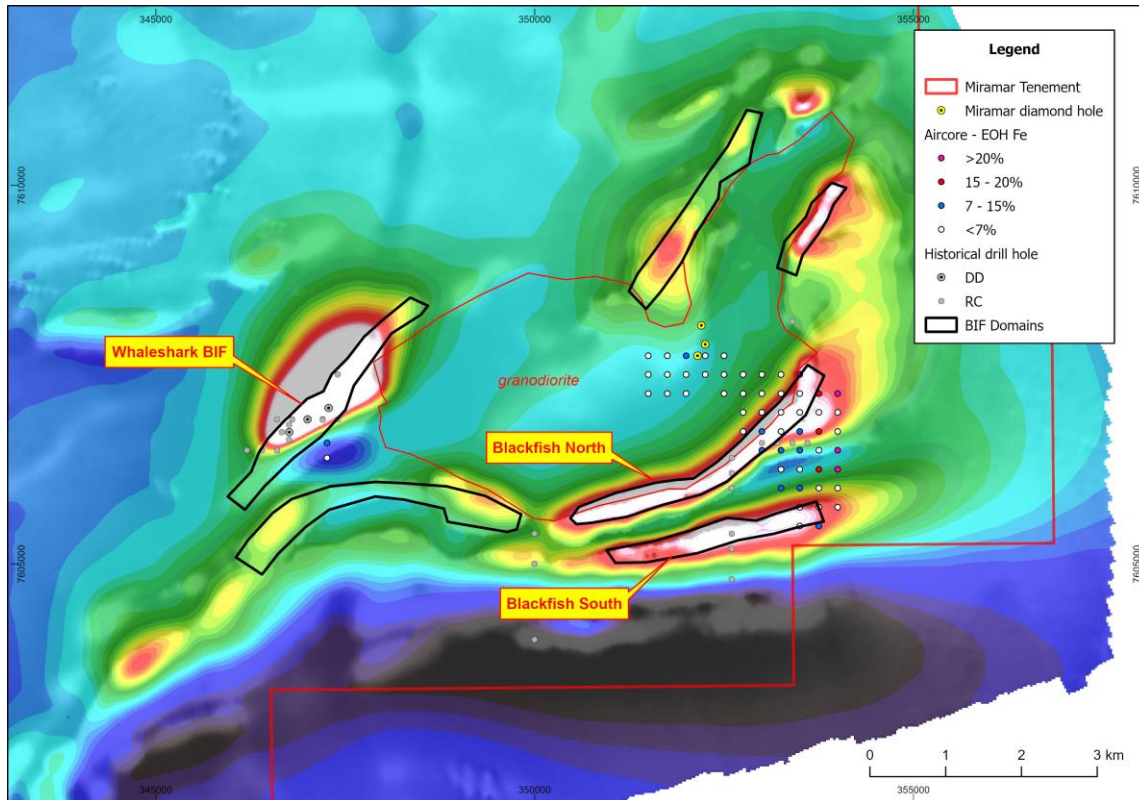 345000
350000
355000
Legend
Miramar Tenement
Miramar diamond hole
Aircore - EOH Fe
>20%
15 - 20%
7 - 15%
<7%
Historical drill hole
DD
RC
BIF Domains
7610000
7610000
Whaleshark BIF
granodiorite
Blackfish North
7605000
7605000
Blackfish South
0 1 2 3 km
345000
350000
355000